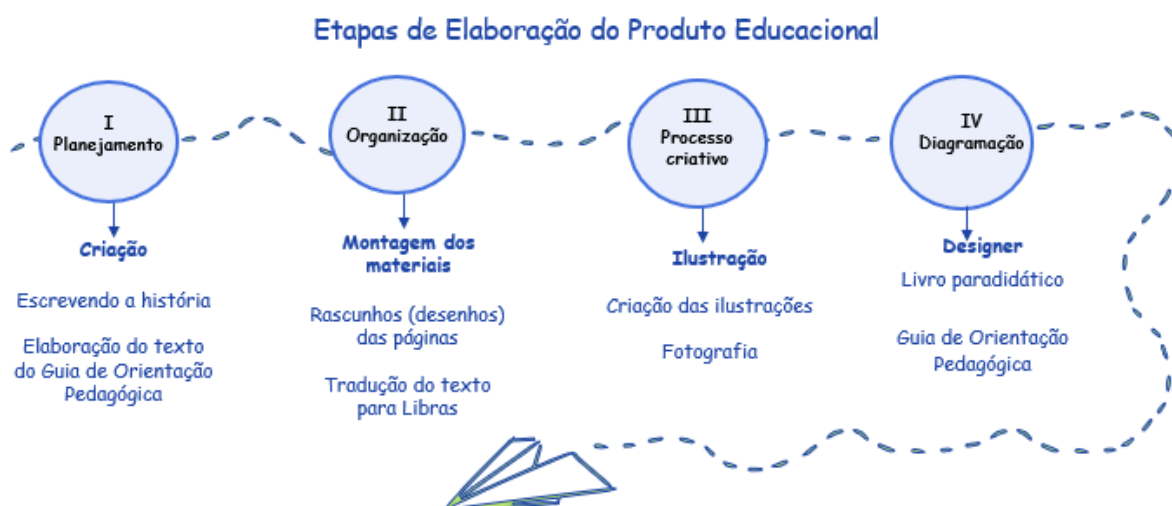 Etapas de Elaboração do Produto Educacional
I
Planejamento
Criação
Escrevendo a história
Elaboração do texto
do Guia de Orientação
Pedagógica
II
Organização
Montagem dos
materiais
Rascunhos (desenhos)
das páginas
Tradução do texto
para Libras
III
Processo
criativo
Ilustração
Criação das ilustrações
Fotografia
IV
Diagramação
Designer
Livro paradidático
Guia de Orientação
Pedagógica